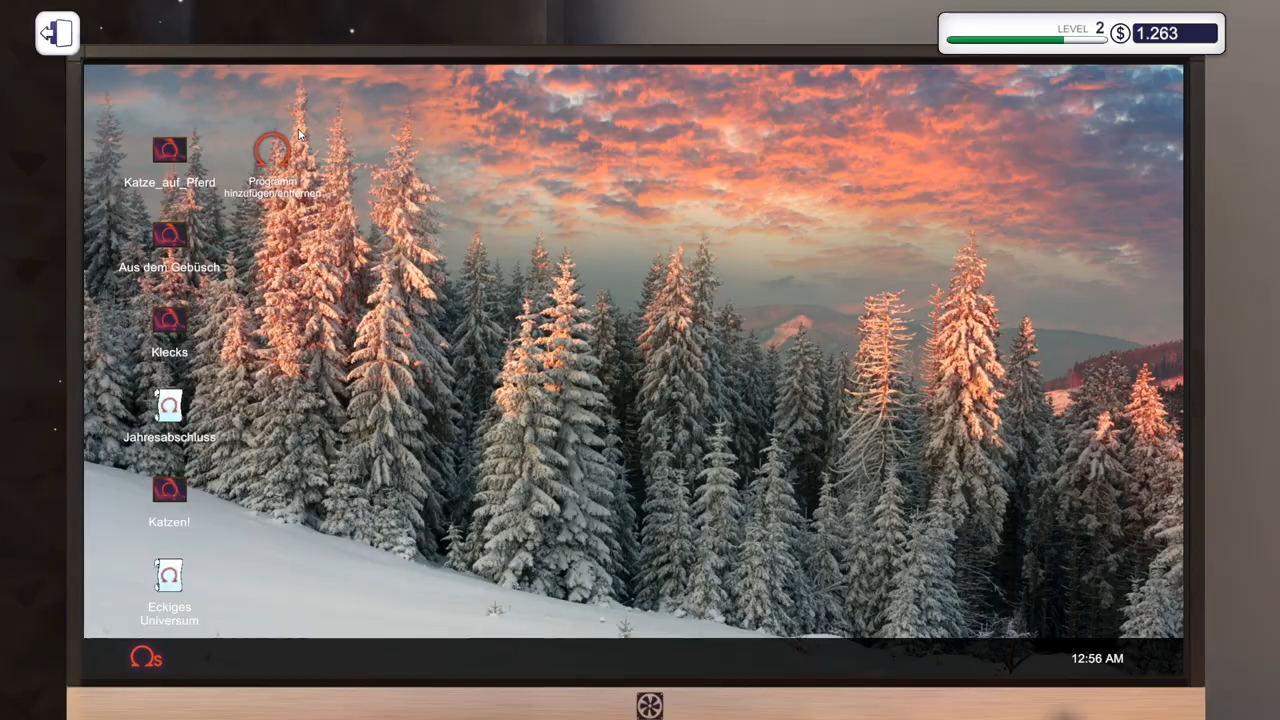 LEVEL 2
$ 1.263
Katze_auf_Pferd
Programm
hinzufügen/entfernen
Aus dem Gebüsch
Klecks
Jahresabschluss
Katzen!
Eckiges
Universum
Ωs
12:56 AM